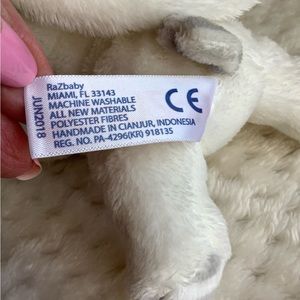 RaZbaby
MIAMI, FL 33143
MACHINE WASHABLE
ALL NEW MATERIALS
POLYESTER FIBRES
HANDMADE IN CIANJUR, INDONESIA
REG. NO. PA-4296(KR) 918135
JUN2018
CE